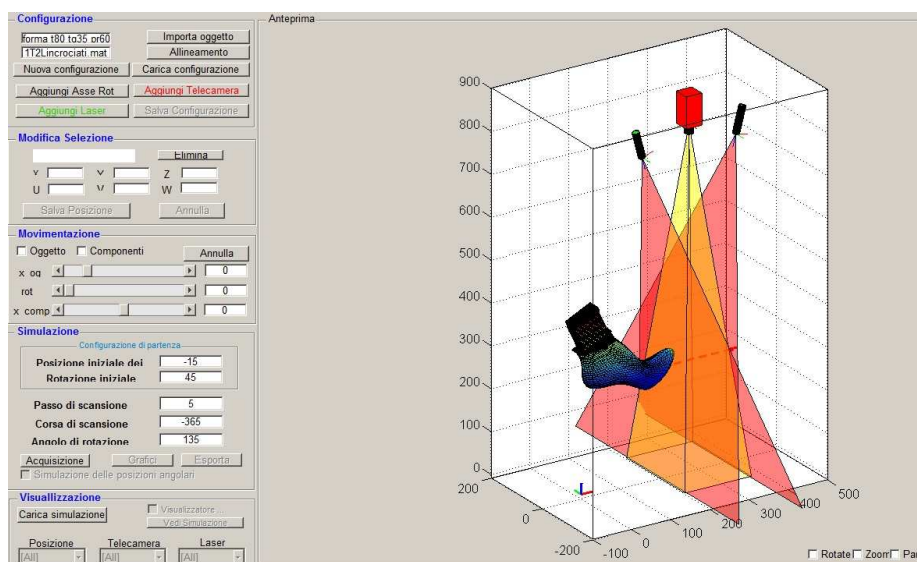 Configurazione
forma t80 tg35 pr60
1T2Lincrociati.mat
Importa oggetto
Allineamento
Nuova configurazione
Carica configurazione
Aggiungi Asse Rot
Aggiungi Telecamera
Aggiungi Laser
Salva Configurazione
Modifica Selezione
Elimina
Z
U
W
Salva Posizione
Annulla
Movimentazione
Oggetto
Componenti
Annulla
x og
0
rot
0
x comp
0
Simulazione
Configurazione di partenza
Posizione iniziale dei
-15
Rotazione iniziale
45
Passo di scansione
5
Corsa di scansione
-365
Angolo di rotazione
135
Acquisizione
Grafici
Esporta
Simulazione delle posizioni angolari
Visuallizzazione
Carica simulazione
Visualizzatore ...
Vedi Simulazione
Posizione
Telecamera
Laser
[All]
[All]
[All]
Anteprima
900
800
700
600
500
400
300
200
100
0
200
0
-200
-100
0
100
200
300
400
500
Rotate
Zoom
Pa